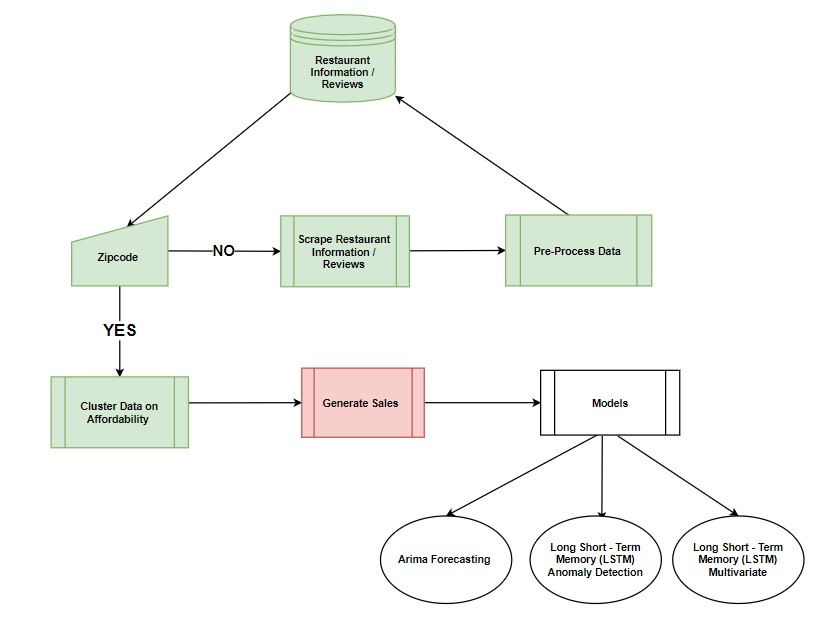 Restaurant
Information /
Reviews
Zipcode
NO
Scrape Restaurant
Information /
Reviews
Pre-Process Data
YES
Cluster Data on
Affordability
Generate Sales
Models
Arima Forecasting
Long Short - Term
Memory (LSTM)
Anomaly Detection
Long Short - Term
Memory (LSTM)
Multivariate